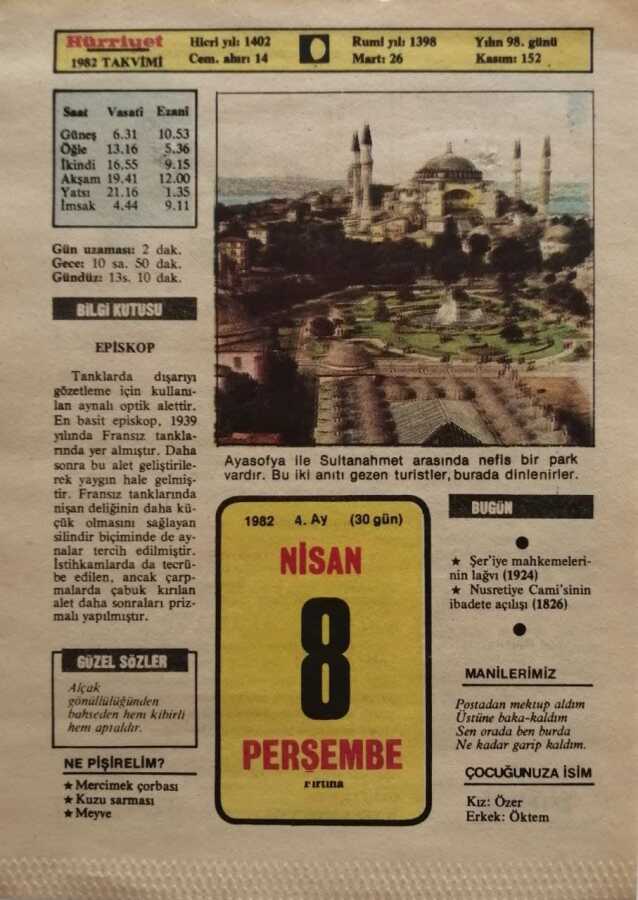 Hürriyet
1982 TAKVİMİ
Hicri yılı: 1402
Cem. ahır: 14
Rumi yılı: 1398
Mart: 26
Yılın 98. günü
Kasım: 152
Saat Vasatî Ezanî
Güneş 6.31 10.53
Öğle 13.16 5.36
İkindi 16.55 9.15
Akşam 19.41 12.00
Yatsı 21.16 1.35
İmsak 4.44 9.11
Gün uzaması: 2 dak.
Gece: 10 sa. 50 dak.
Gündüz: 13s. 10 dak.
BİLGİ KUTUSU
EPİSKOP
Tanklarda dışarıyı
gözetleme için kullanı-
lan aynalı optik alettir.
En basit episkop, 1939
yılında Fransız tankla-
rında yer almıştır. Daha
sonra bu alet geliştirile-
rek yaygın hale gelmiş-
tir. Fransız tanklarında
nişan deliğinin daha kü-
çük olmasını sağlayan
silindir biçiminde de ay-
nalar tercih edilmiştir.
İstihkamlarda da tecrü-
be edilen, ancak çarp-
malarda çabuk kırılan
alet daha sonraları priz-
malı yapılmıştır.
GÜZEL SÖZLER
Alçak
gönüllülüğünden
bahseden hem kibirli
hem aptaldır.
NE PİŞİRELİM?
★ Mercimek çorbası
★ Kuzu sarması
★ Meyve
Ayasofya ile Sultanahmet arasında nefis bir park
vardır. Bu iki anıtı gezen turistler, burada dinlenirler.
1982 4. Ay (30 gün)
NİSAN
8
PERŞEMBE
Fırtına
BUGÜN
★ Şer'iye mahkemeleri-
nin lağvı (1924)
★ Nusretiye Cami'sinin
ibadete açılışı (1826)
MANİLERİMİZ
Postadan mektup aldım
Üstüne baka-kaldım
Sen orada ben burda
Ne kadar garip kaldım.
ÇOCUĞUNUZA İSİM
Kız: Özer
Erkek: Öktem